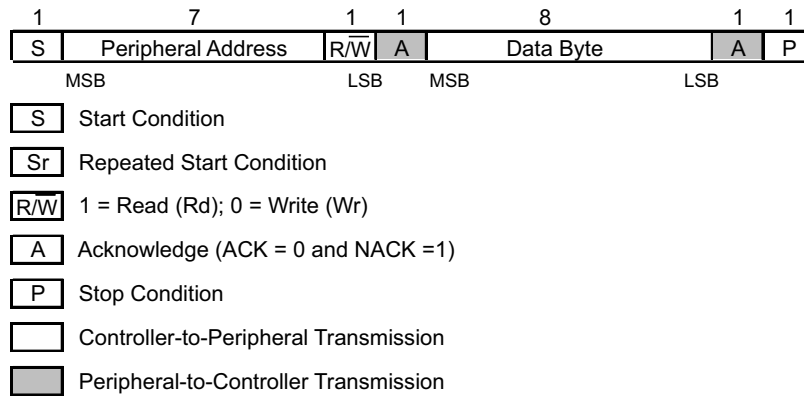 1 7 1 1 8 1 1
S Peripheral Address R/W A Data Byte A P
MSB LSB MSB LSB
S Start Condition
Sr Repeated Start Condition
R/W 1 = Read (Rd); 0 = Write (Wr)
A Acknowledge (ACK = 0 and NACK =1)
P Stop Condition
Controller-to-Peripheral Transmission
Peripheral-to-Controller Transmission